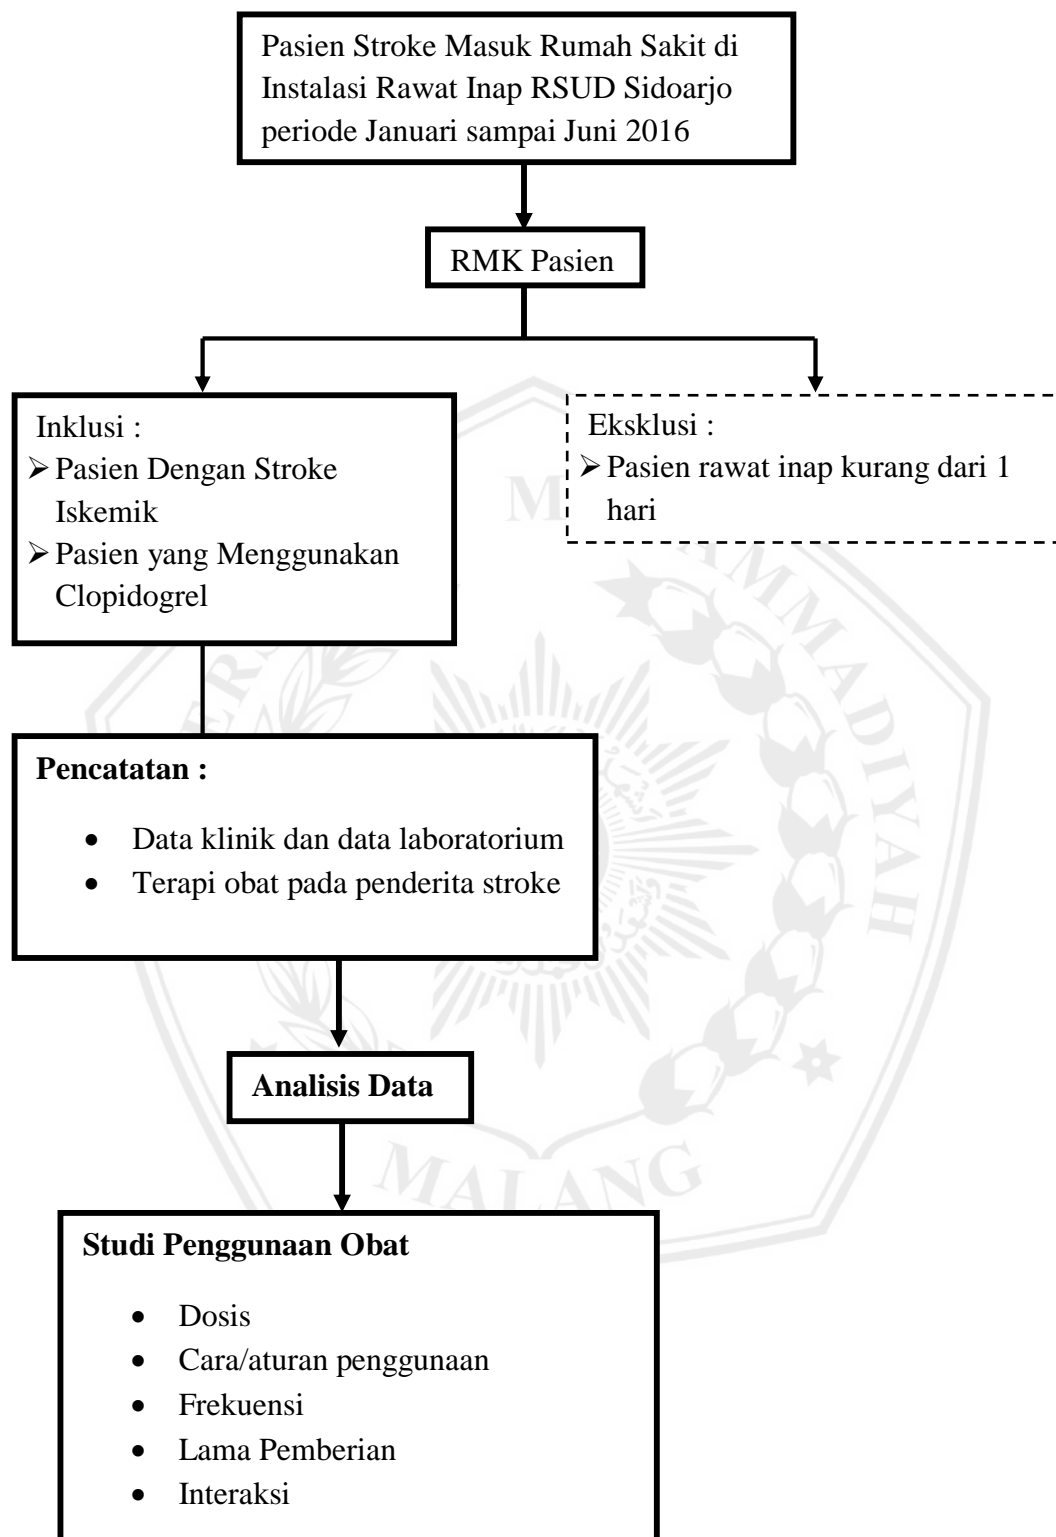 Pasien Stroke Masuk Rumah Sakit di
Instalasi Rawat Inap RSUD Sidoarjo
periode Januari sampai Juni 2016
RMK Pasien
Inklusi :
➢ Pasien Dengan Stroke
Iskemik
➢ Pasien yang Menggunakan
Clopidogrel
Eksklusi :
➢ Pasien rawat inap kurang dari 1
hari
Pencatatan :
• Data klinik dan data laboratorium
• Terapi obat pada penderita stroke
Analisis Data
Studi Penggunaan Obat
• Dosis
• Cara/aturan penggunaan
• Frekuensi
• Lama Pemberian
• Interaksi
MALANG